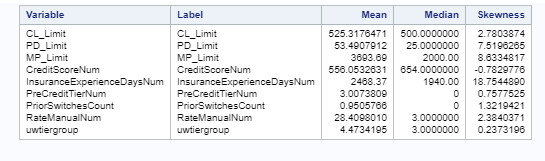 Variable Label Mean Median Skewness
CL_Limit CL_Limit 525.3176471 500.0000000 2.7803874
PD_Limit PD_Limit 53.4907912 25.0000000 7.5196265
MP_Limit MP_Limit 3693.69 2000.00 8.6334817
CreditScoreNum CreditScoreNum 556.0532631 654.0000000 -0.7829776
InsuranceExperienceDaysNum InsuranceExperienceDaysNum 2468.37 1940.00 18.7544890
PreCreditTierNum PreCreditTierNum 3.0073809 0 0.7577525
PriorSwitchesCount PriorSwitchesCount 0.9505766 0 1.3219421
RateManualNum RateManualNum 28.4098010 3.0000000 2.3840371
uwtiergroup uwtiergroup 4.4734195 3.0000000 0.2373196